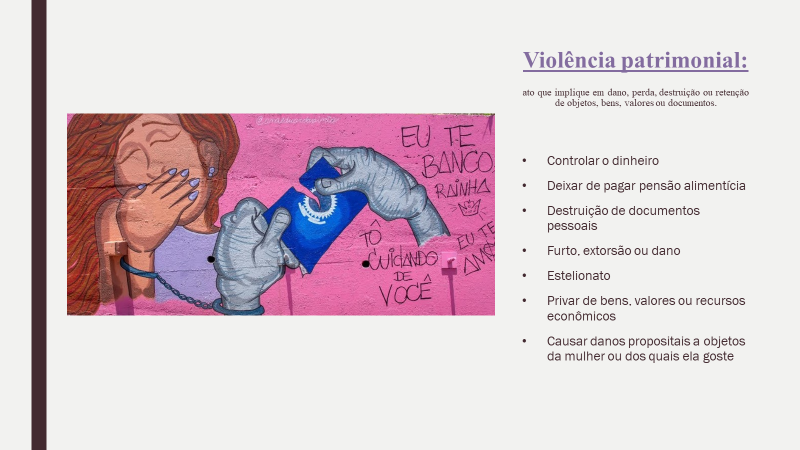 Violência patrimonial:
ato que implique em dano, perda, destruição ou retenção
de objetos, bens, valores ou documentos.
EU TE
BANCO
RAINHA
TÔ
CUIDANDO
DE
VOCÊ
EU TE
AMO
• Controlar o dinheiro
• Deixar de pagar pensão alimentícia
• Destruição de documentos
pessoais
• Furto, extorsão ou dano
• Estelionato
• Privar de bens, valores ou recursos
econômicos
• Causar danos propositais a objetos
da mulher ou dos quais ela goste